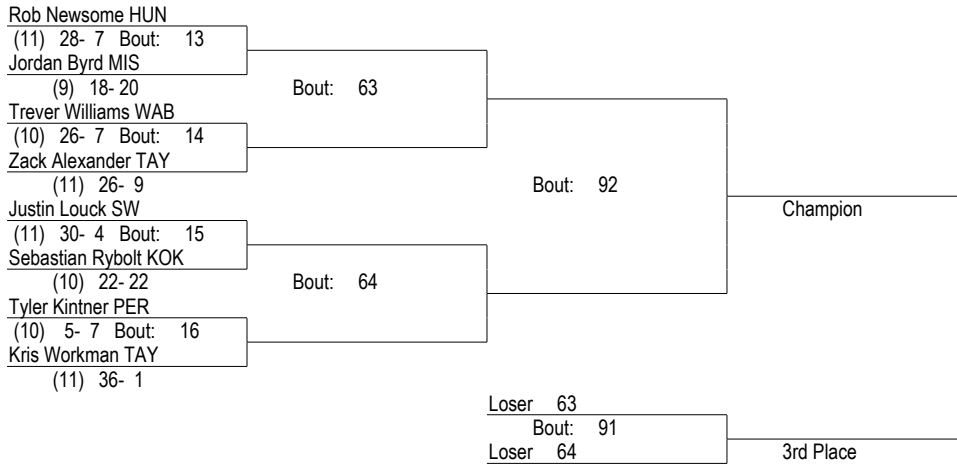 Rob Newsome HUN
(11) 28- 7 Bout: 13
Jordan Byrd MIS
(9) 18- 20
Bout: 63
Trever Williams WAB
(10) 26- 7 Bout: 14
Zack Alexander TAY
(11) 26- 9
Bout: 92
Justin Louck SW
Champion
(11) 30- 4 Bout: 15
Sebastian Rybolt KOK
(10) 22- 22
Bout: 64
Tyler Kintner PER
(10) 5- 7 Bout: 16
Kris Workman TAY
(11) 36- 1
Loser 63
Bout: 91
Loser 64
3rd Place